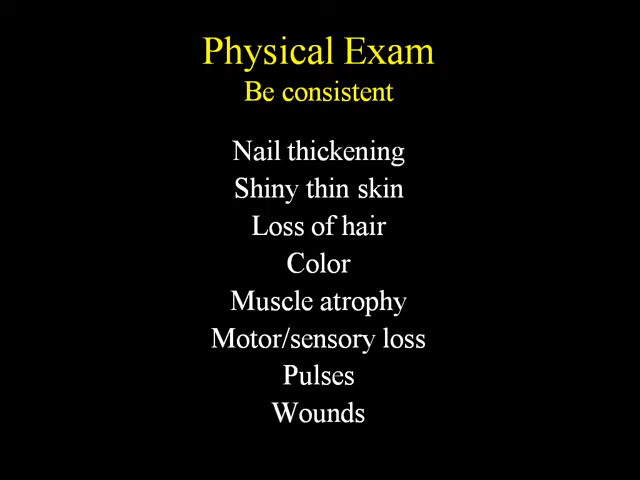 Physical Exam
Be consistent
Nail thickening
Shiny thin skin
Loss of hair
Color
Muscle atrophy
Motor/sensory loss
Pulses
Wounds